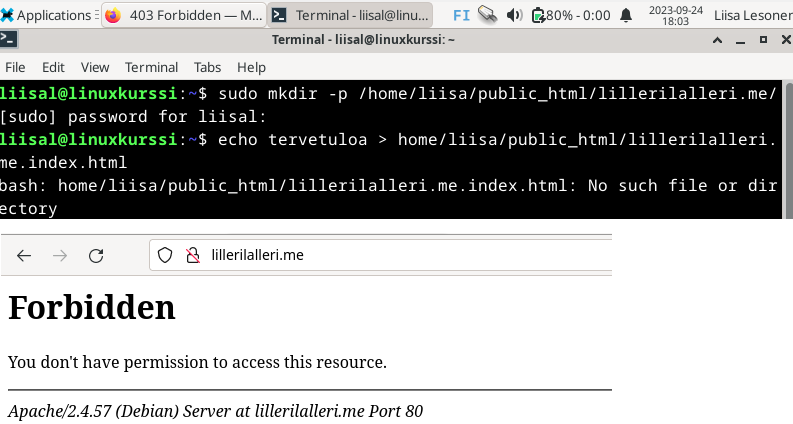 Applications 403 Forbidden — M... Terminal - liisal@linu... FI 80% - 0:00 2023-09-24 18:03 Liisa Lesoner
Terminal - liisal@linuxkurssi: ~
File Edit View Terminal Tabs Help
liisal@linuxkurssi:~$ sudo mkdir -p /home/liisa/public_html/lillerilalleri.me/
[sudo] password for liisal:
liisal@linuxkurssi:~$ echo tervetuloa > home/liisa/public_html/lillerilalleri.
me.index.html
bash: home/liisa/public_html/lillerilalleri.me.index.html: No such file or dir
ectory
lillerilalleri.me
Forbidden
You don't have permission to access this resource.
Apache/2.4.57 (Debian) Server at lillerilalleri.me Port 80